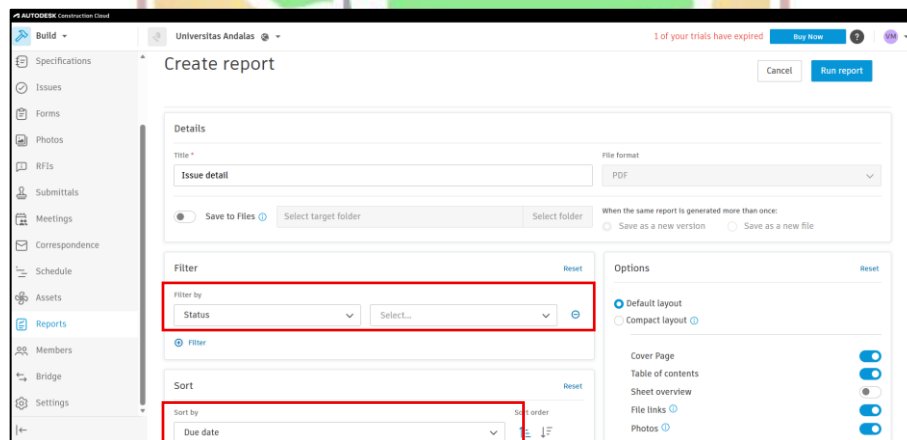 AUTODESK Construction Cloud
Build
Universitas Andalas
1 of your trials have expired
Buy Now
?
VM
Specifications
Issues
Forms
Photos
RFIs
Submittals
Meetings
Correspondence
Schedule
Assets
Reports
Members
Bridge
Settings
Create report
Cancel
Run report
Details
Title *
File format
Issue detail
PDF
Save to Files
Select target folder
Select folder
When the same report is generated more than once:
Save as a new version
Save as a new file
Filter
Reset
Filter by
Status
Select...
Filter
Sort
Reset
Sort by
Sort order
Due date
Options
Reset
Default layout
Compact layout
Cover Page
Table of contents
Sheet overview
File links
Photos